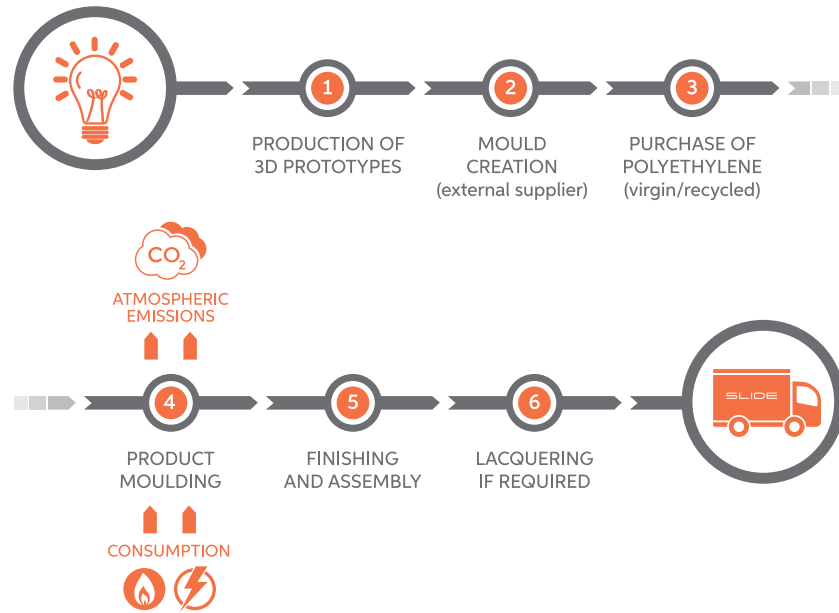 1
2
3
PRODUCTION OF
3D PROTOTYPES
MOULD
CREATION
(external supplier)
PURCHASE OF
POLYETHYLENE
(virgin/recycled)
CO2
ATMOSPHERIC
EMISSIONS
SLIDE
4
5
6
PRODUCT
MOULDING
FINISHING
AND ASSEMBLY
LACQUERING
IF REQUIRED
CONSUMPTION